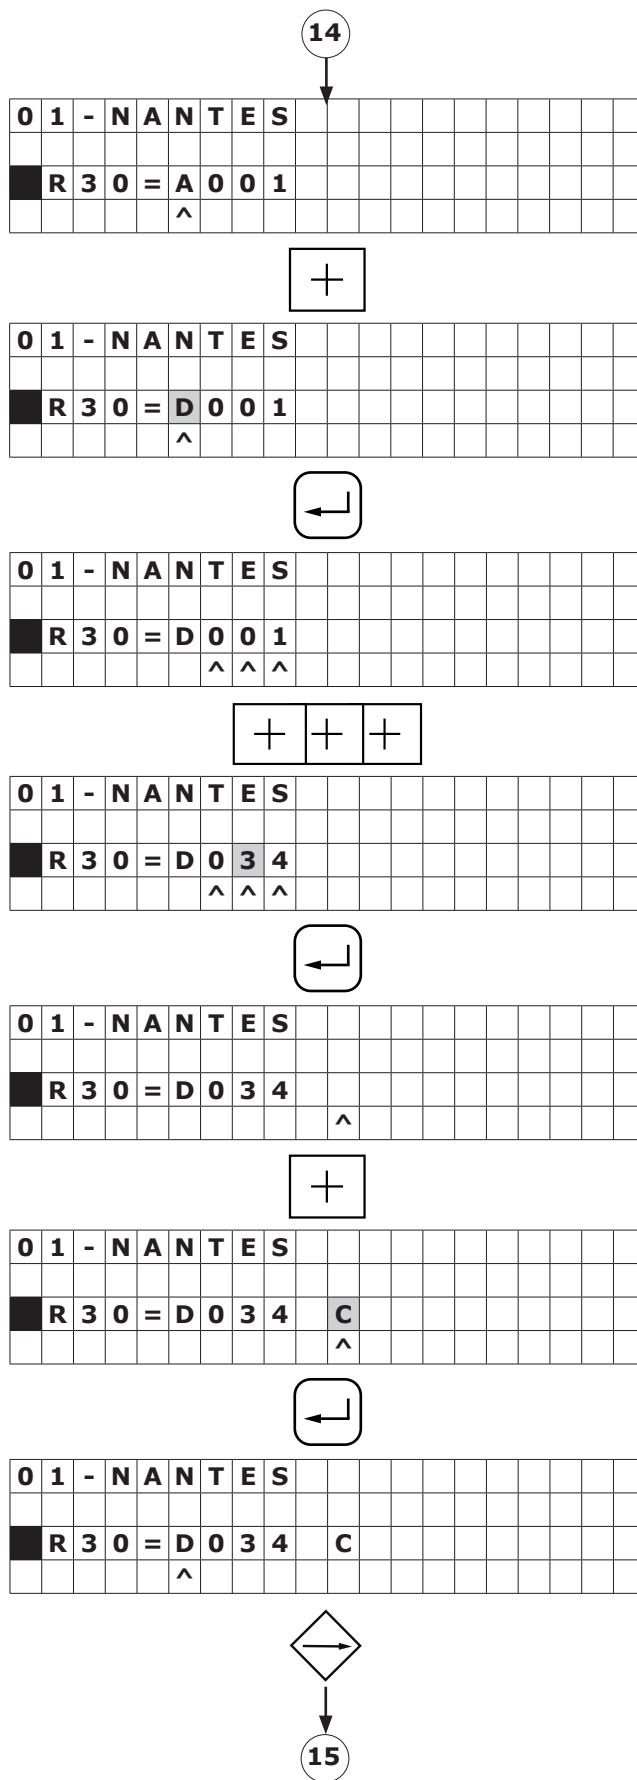 14
01-NANTES
R30=A001
^
+
01-NANTES
R30=D001
^
01-NANTES
R30=D001
^^^
+ + +
01-NANTES
R30=D034
^^^
01-NANTES
R30=D034
^
+
01-NANTES
R30=D034 C
^
01-NANTES
R30=D034 C
^
15